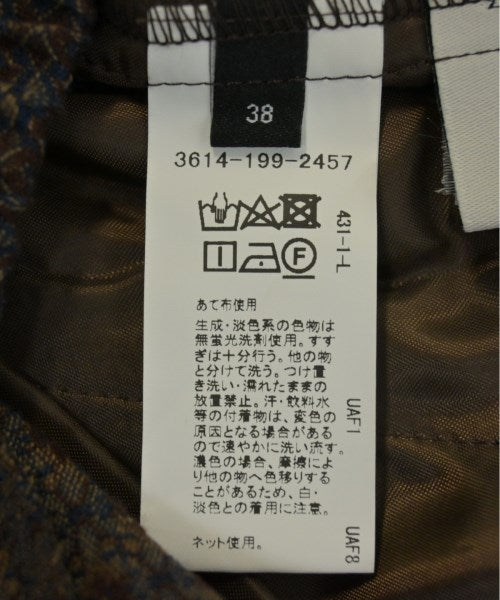 38
3614-199-2457
431-1-L
F
あて布使用
生成・淡色系の色物は
無蛍光洗剤使用。すす
ぎは十分行う。他の物
と分けて洗う。つけ置
き洗い・濡れたままの
放置禁止。汗・飲料水
等の付着物は、変色の
原因となる場合がある
ので速やかに洗い流す。
濃色の場合、摩擦によ
り他の物へ色移りする
ことがあるため、白・
淡色との着用に注意。
ネット使用。
UAF1
UAF8